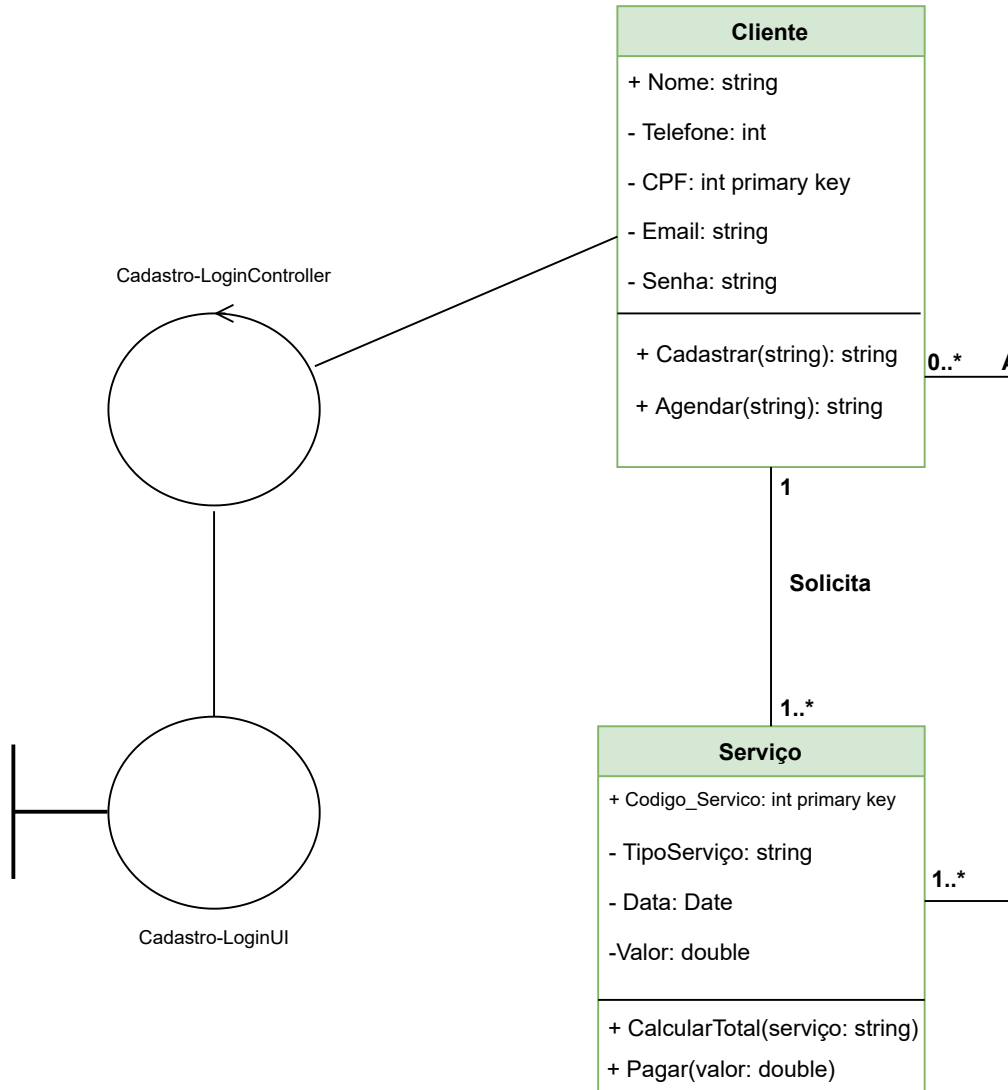 Cliente
+ Nome: string
- Telefone: int
- CPF: int primary key
- Email: string
- Senha: string
+ Cadastrar(string): string
+ Agendar(string): string
Cadastro-LoginController
0..*
1
Solicita
1..*
Serviço
+ Codigo_Servico: int primary key
- TipoServiço: string
- Data: Date
-Valor: double
+ CalcularTotal(serviço: string)
+ Pagar(valor: double)
1..*
Cadastro-LoginUI